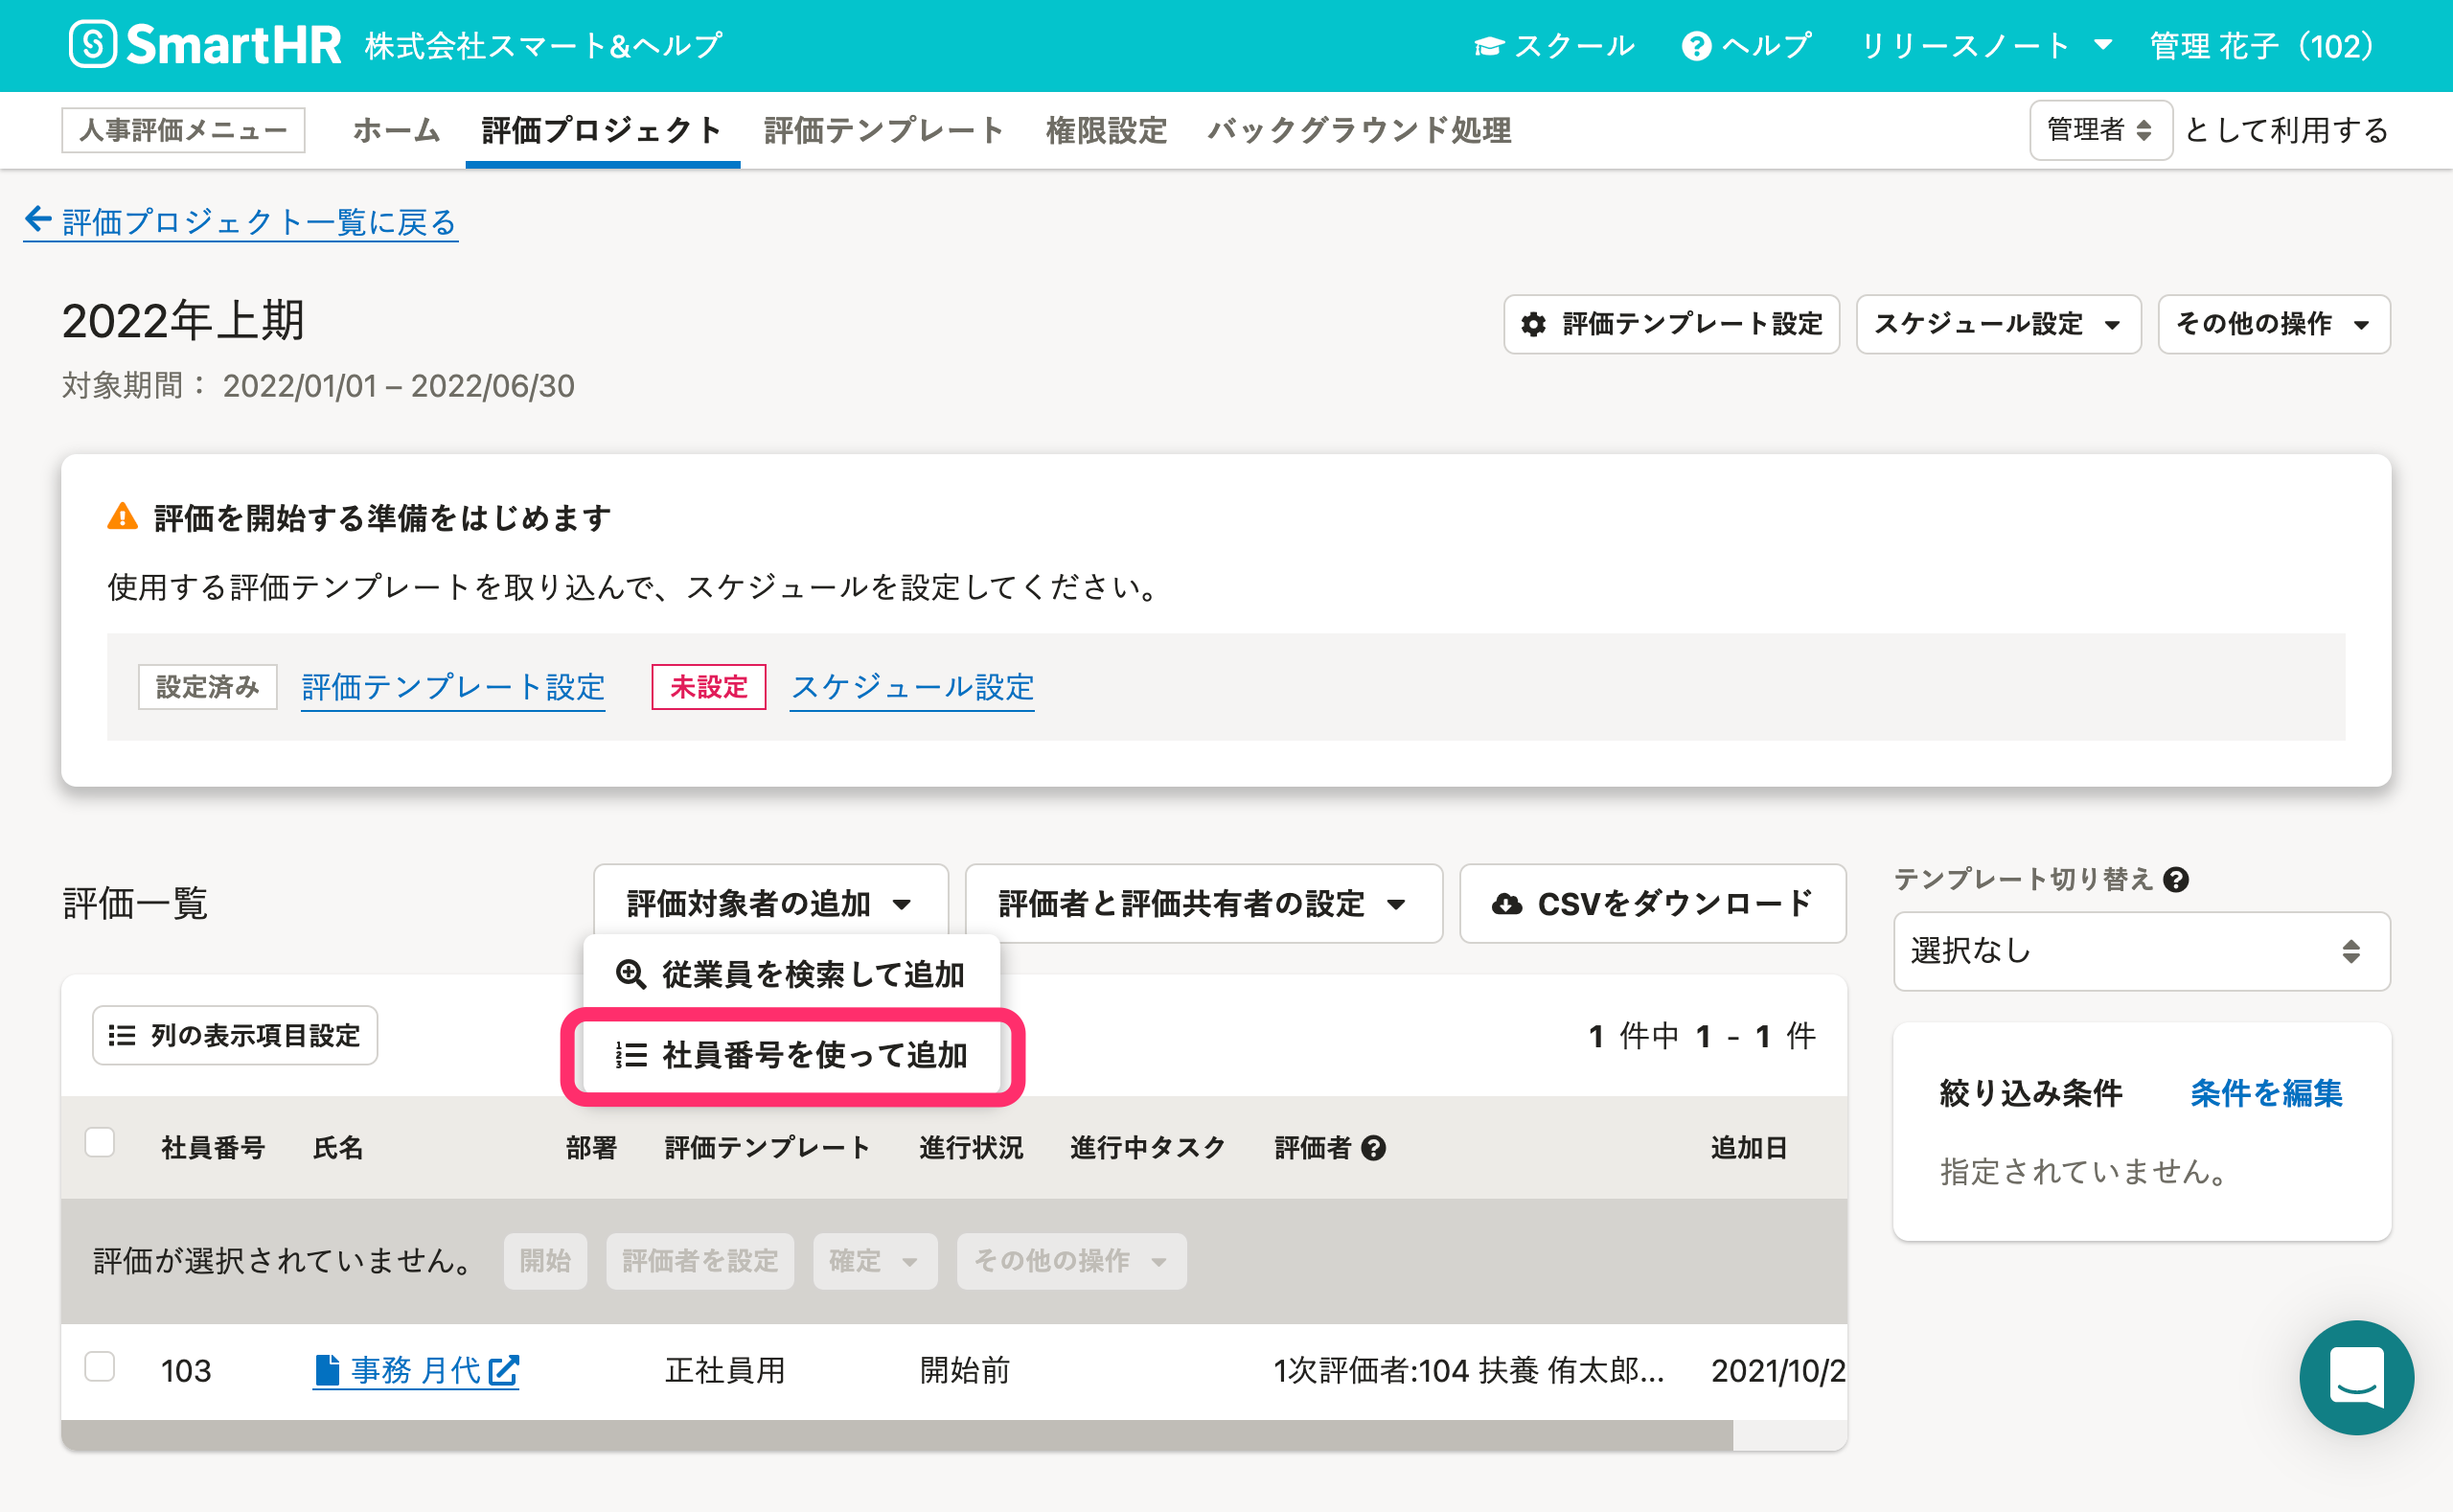 SmartHR 株式会社スマート&ヘルプ スクール ヘルプ リリースノート 管理 花子（102）
人事評価メニュー ホーム 評価プロジェクト 評価テンプレート 権限設定 バックグラウンド処理 管理者 として利用する
評価プロジェクト一覧に戻る
2022年上期 評価テンプレート設定 スケジュール設定 その他の操作
対象期間： 2022/01/01 – 2022/06/30
評価を開始する準備をはじめます
使用する評価テンプレートを取り込んで、スケジュールを設定してください。
設定済み 評価テンプレート設定 未設定 スケジュール設定
評価一覧 評価対象者の追加 評価者と評価共有者の設定 CSVをダウンロード
従業員を検索して追加
社員番号を使って追加
列の表示項目設定 1 件中 1 - 1 件
社員番号 氏名 部署 評価テンプレート 進行状況 進行中タスク 評価者 追加日
評価が選択されていません。 開始 評価者を設定 確定 その他の操作
103 事務 月代 正社員用 開始前 1次評価者:104 扶養 侑太郎... 2021/10/2
テンプレート切り替え
選択なし
絞り込み条件 条件を編集
指定されていません。